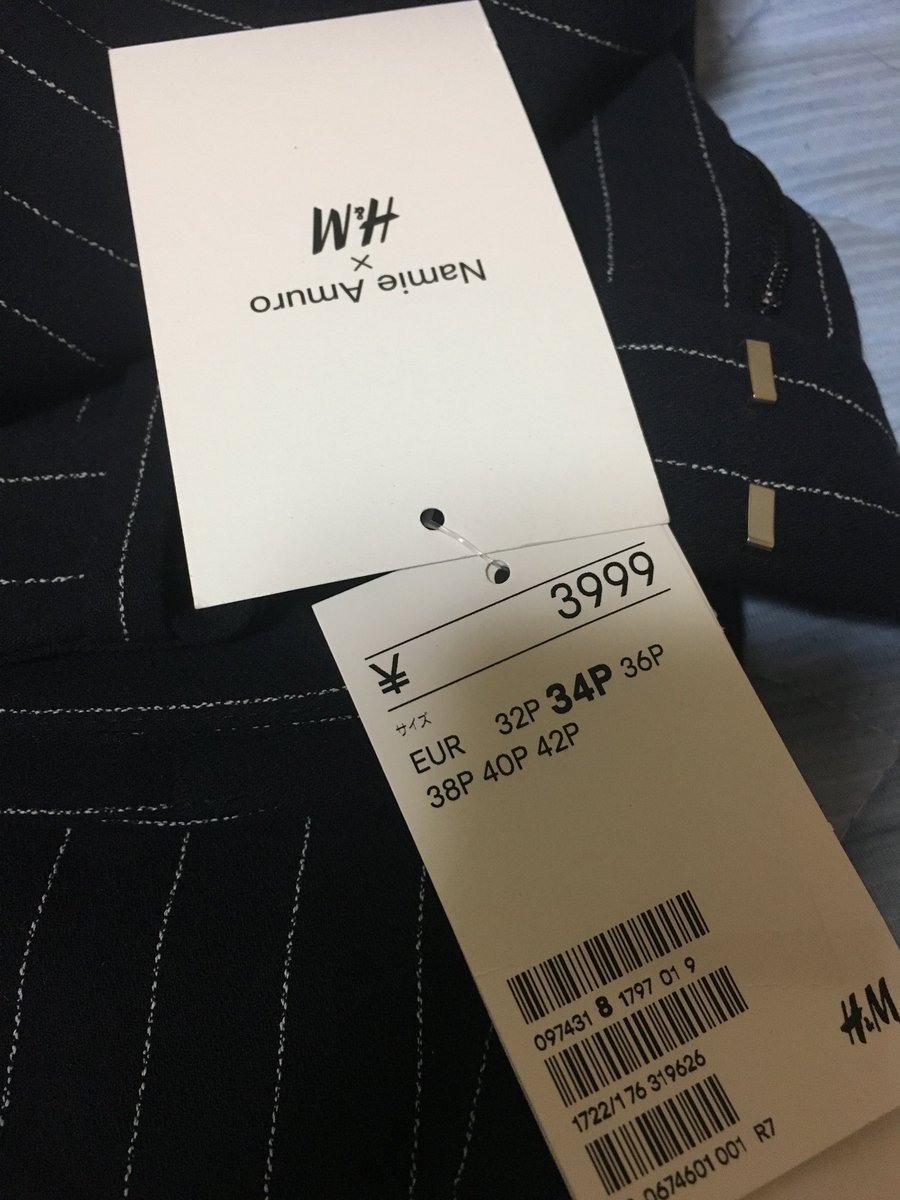 H&M
×
Namie Amuro
3999
¥
サイズ
EUR 32P 34P 36P
38P 40P 42P
097431 8 1797 01 9
1722/1 76 319626
0674601 001 R7
H&M